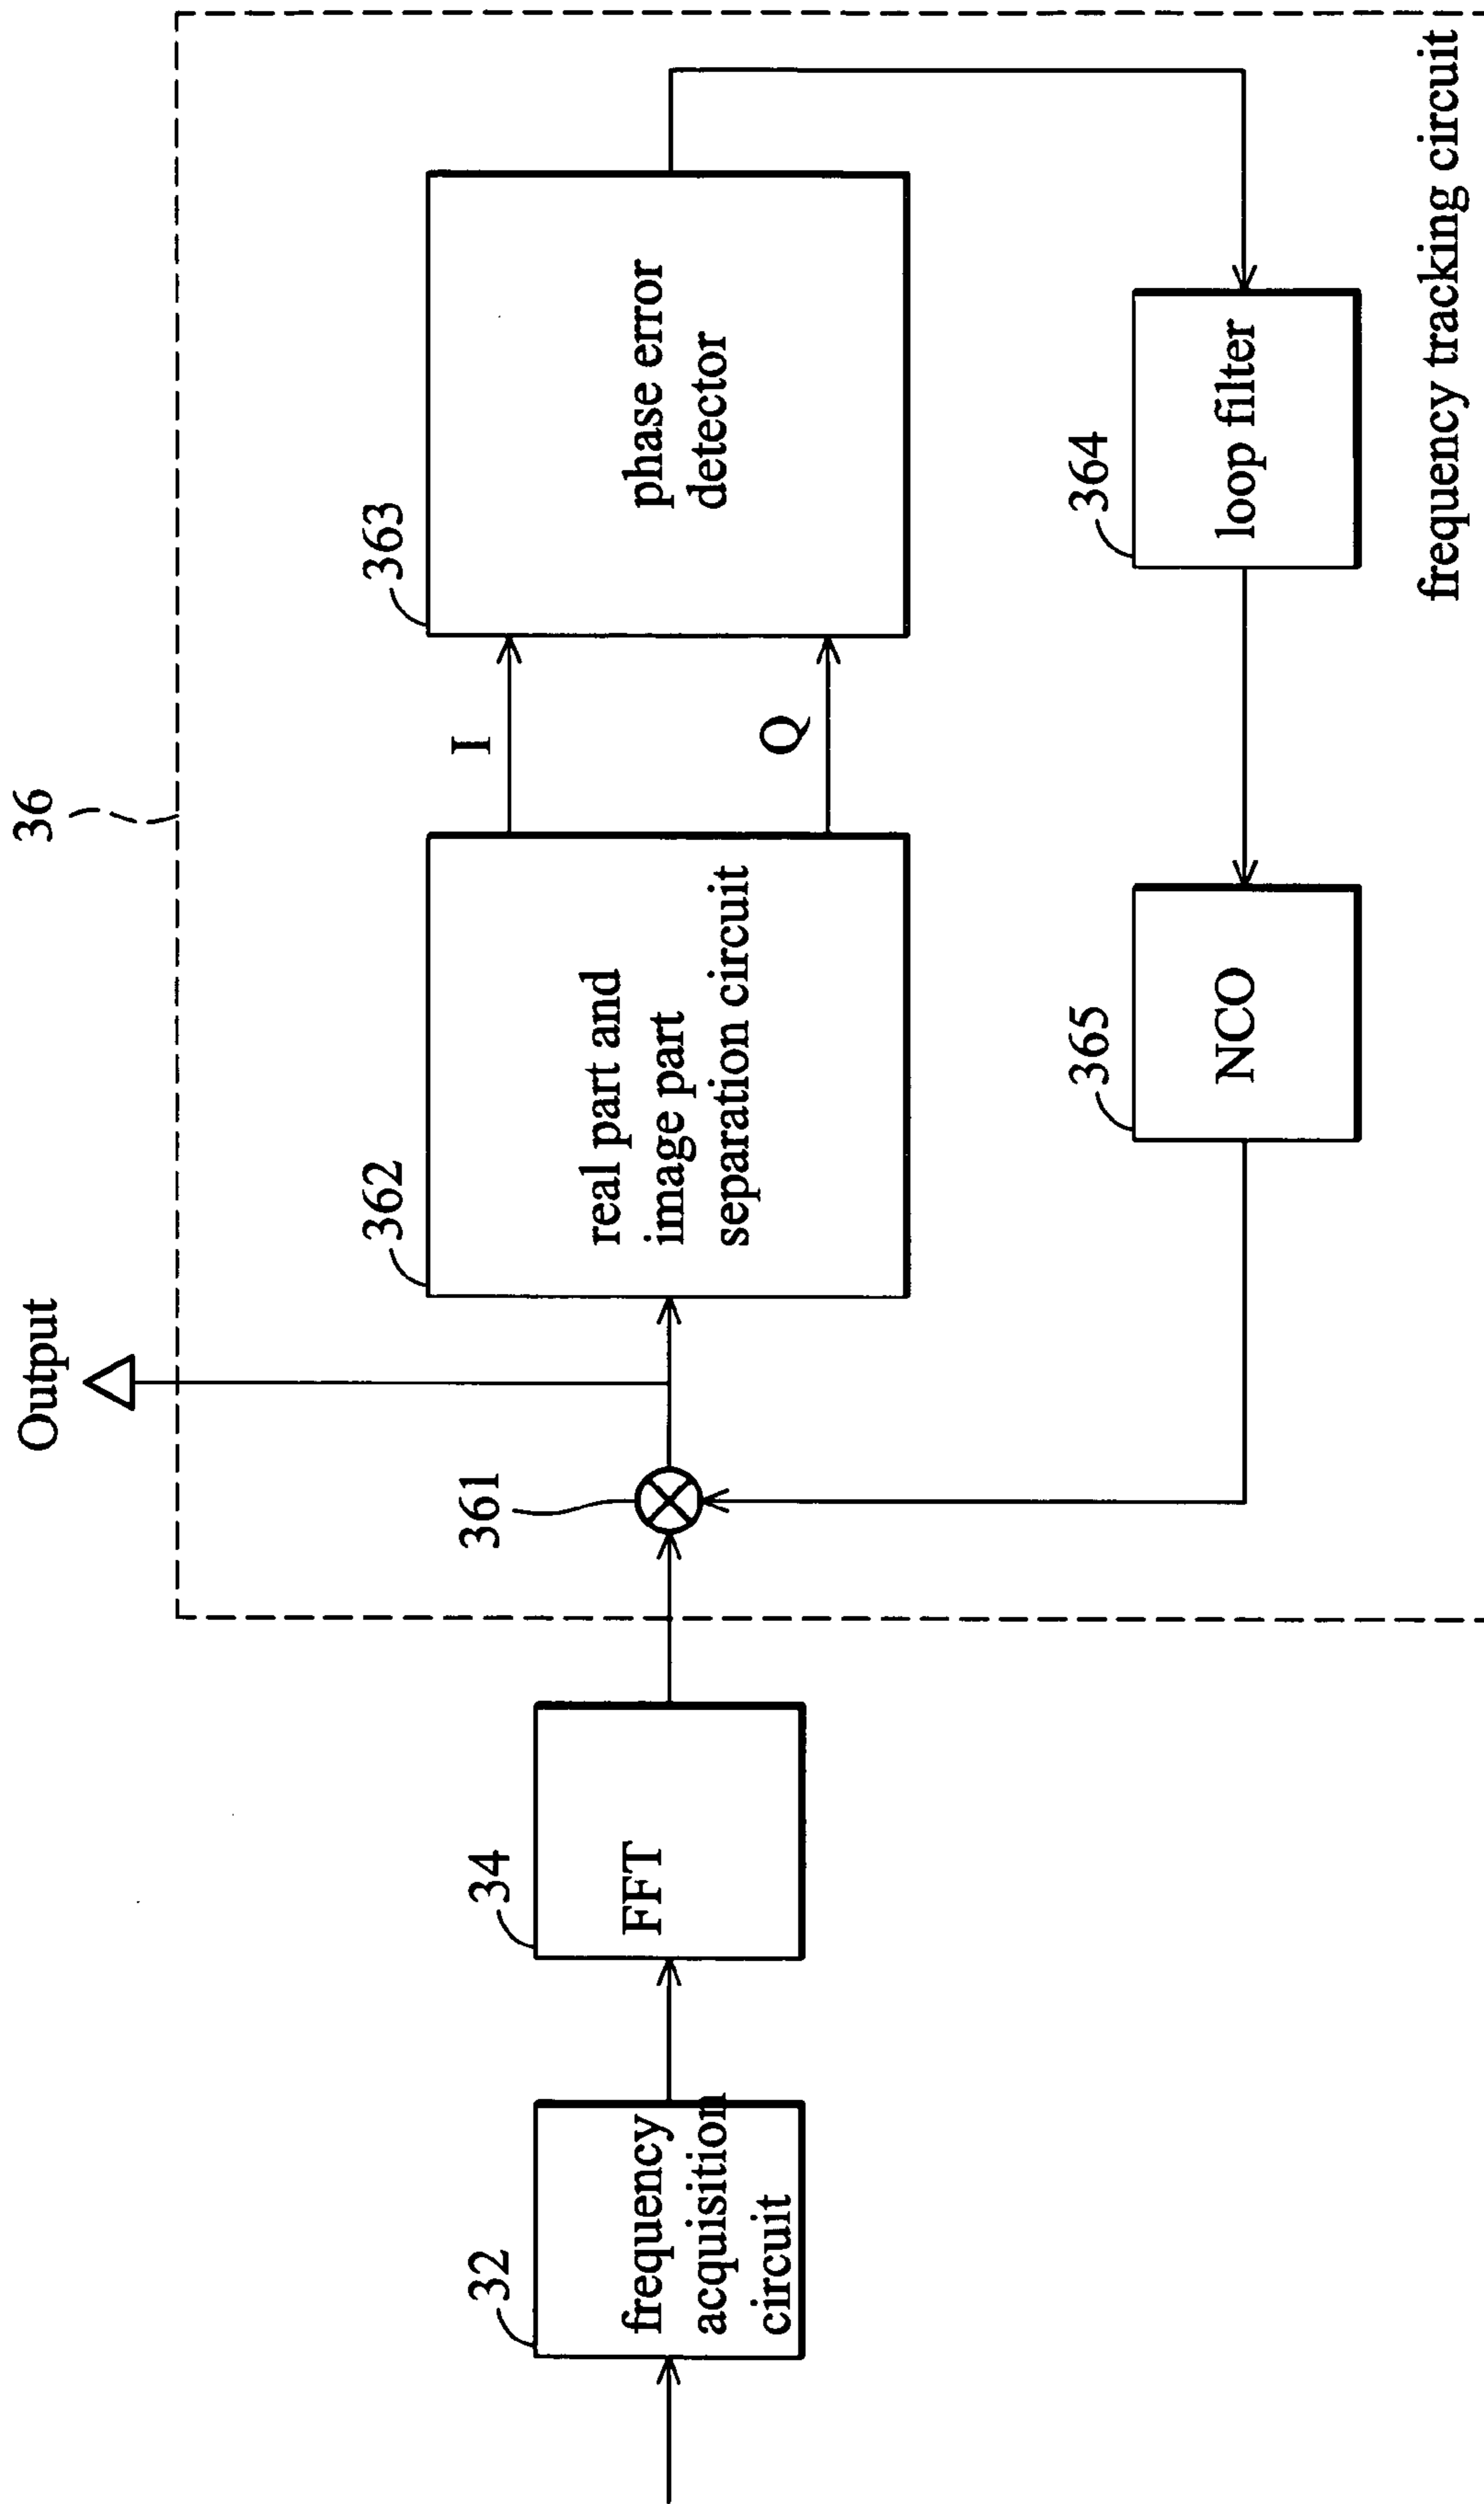 Output
36
361
362
real part and
image part
separation circuit
I
Q
363
phase error
detector
32
frequency
acquisition
circuit
34
FFT
365
NCO
364
loop filter
frequency tracking circuit